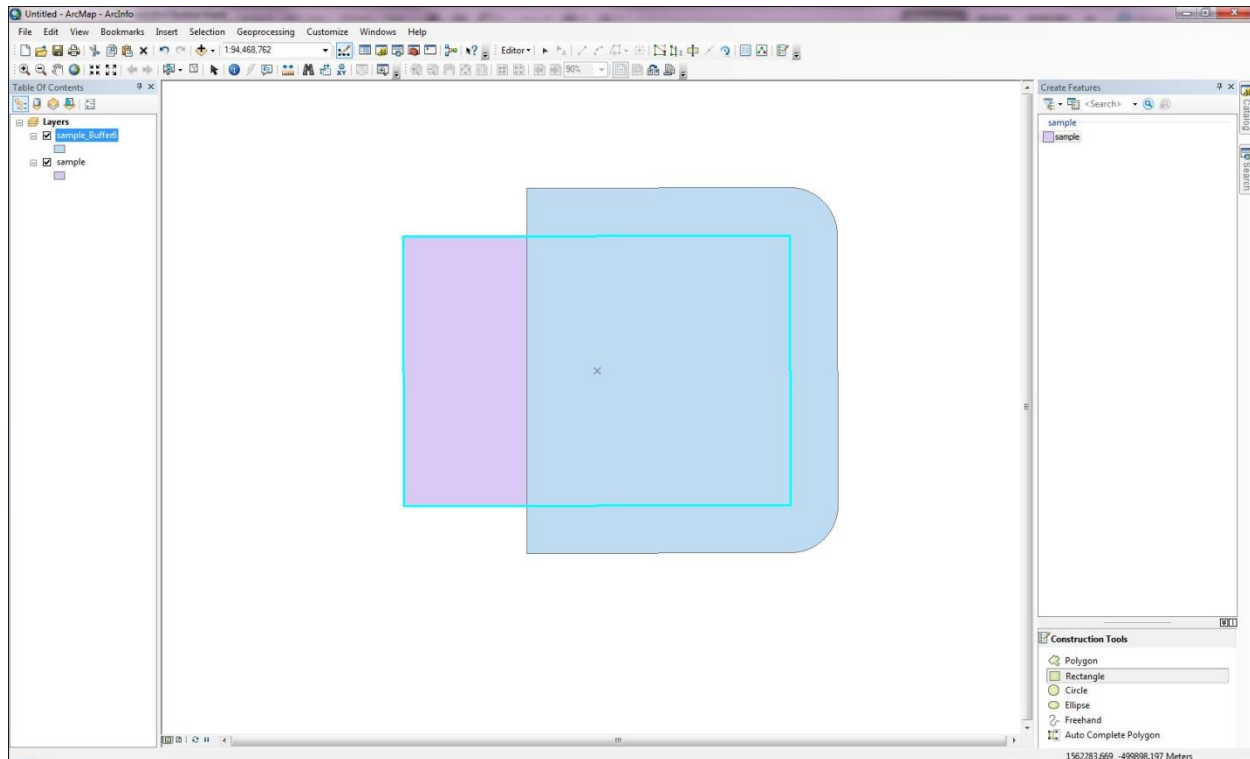 Untitled - ArcMap - ArcInfo
File Edit View Bookmarks Insert Selection Geoprocessing Customize Windows Help
1:94,468,762
Editor
90%
Table Of Contents
Layers
sample_Buffer6
sample
Create Features
<Search>
sample
sample
Catalog
Search
Construction Tools
Polygon
Rectangle
Circle
Ellipse
Freehand
Auto Complete Polygon
1562283.669 -499898.197 Meters